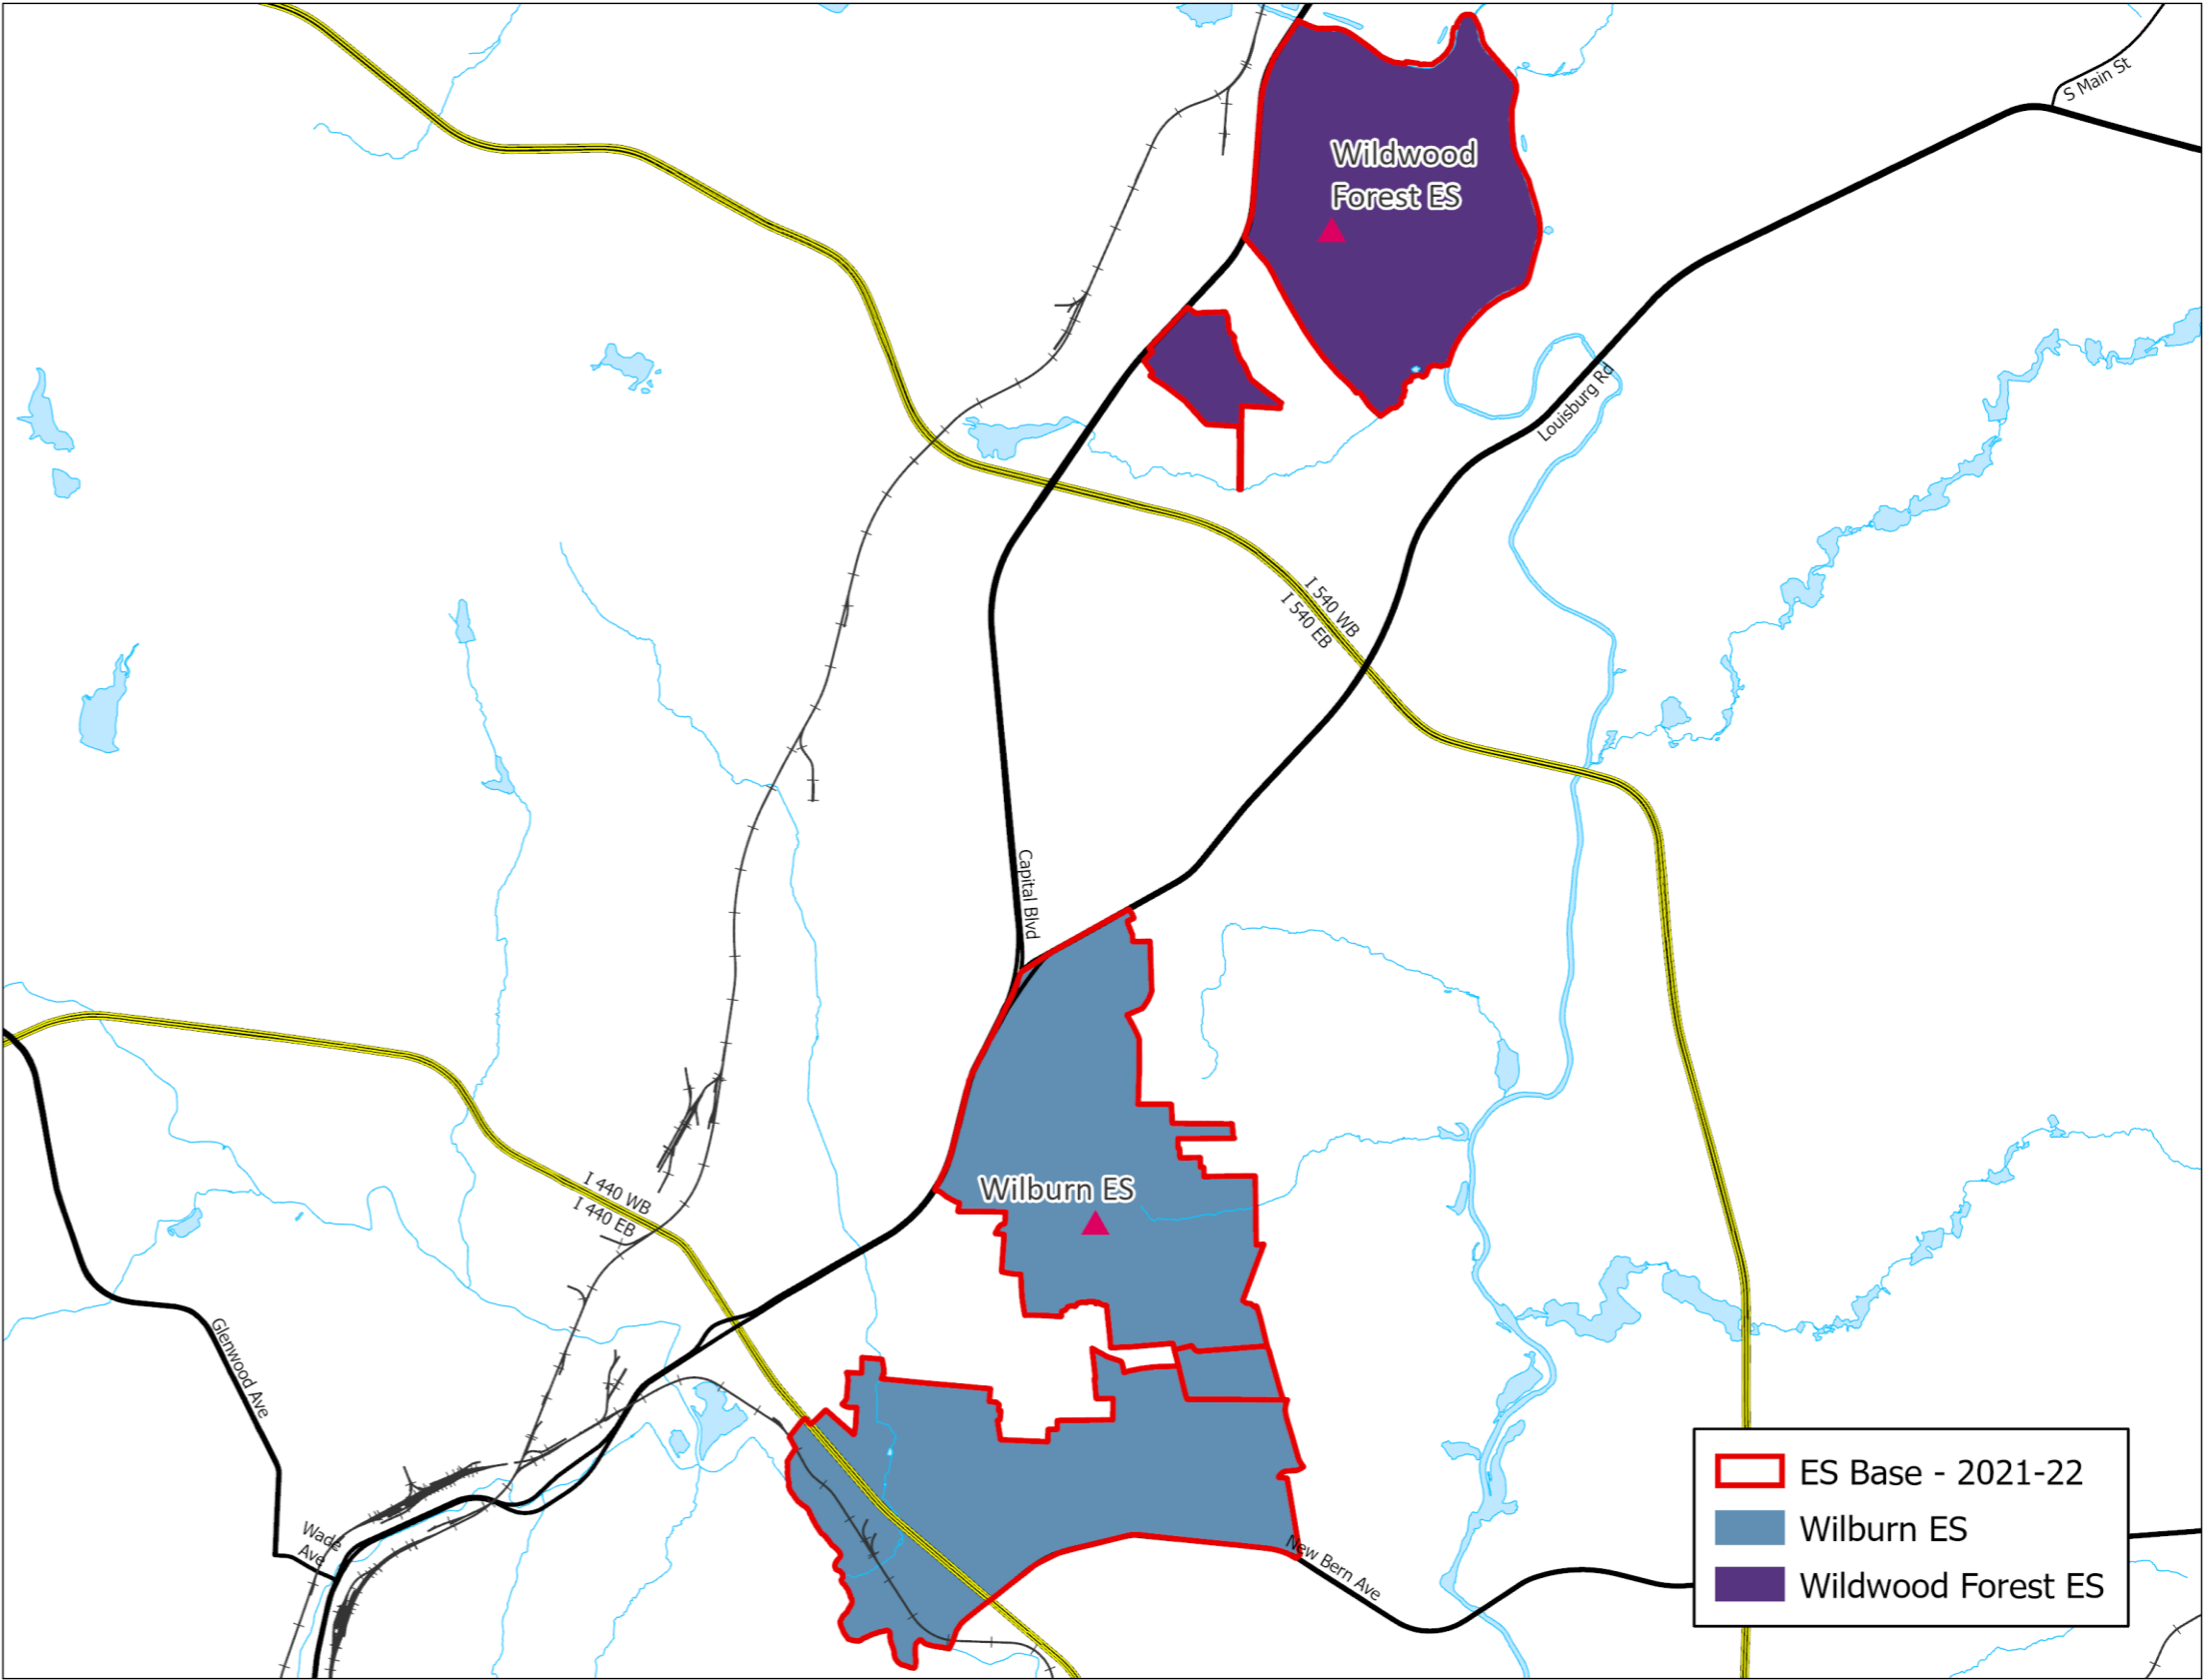 S Main St
Wildwood
Forest ES
Louisburg Rd
I 540 WB
I 540 EB
Capital Blvd
I 440 WB
I 440 EB
Wilburn ES
Glenwood Ave
Wade
Ave
New Bern Ave
ES Base - 2021-22
Wilburn ES
Wildwood Forest ES